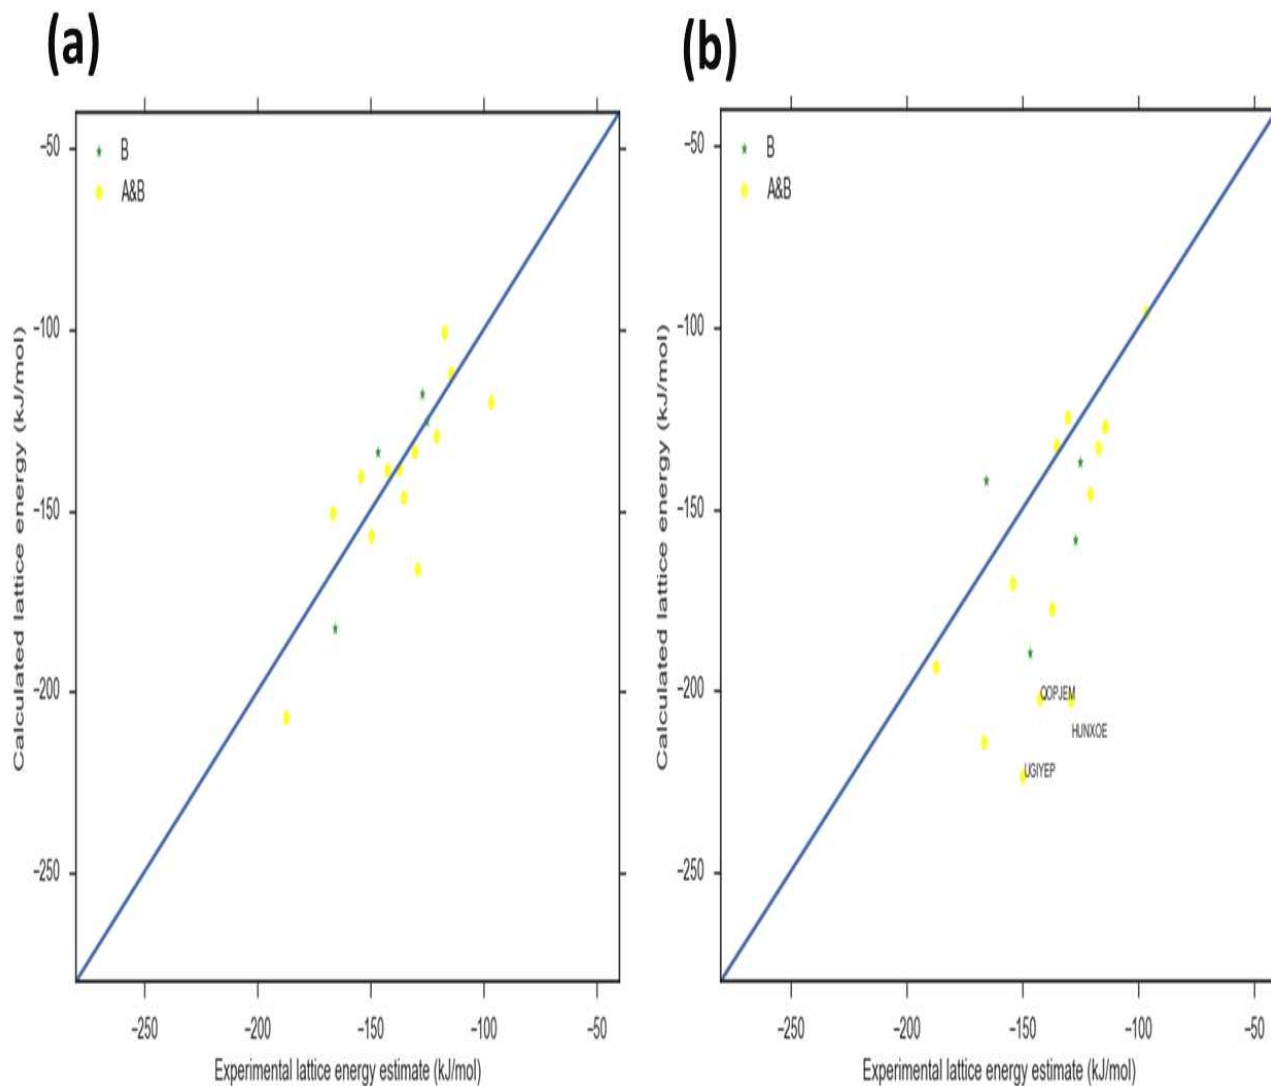 (a)
B
A&B
−50
−100
−150
−200
−250
Calculated lattice energy (kJ/mol)
−250 −200 −150 −100 −50
Experimental lattice energy estimate (kJ/mol)
(b)
B
A&B
−50
−100
−150
−200
−250
Calculated lattice energy (kJ/mol)
QOPJEM
HUNXOE
UGIYEP
−250 −200 −150 −100 −50
Experimental lattice energy estimate (kJ/mol)